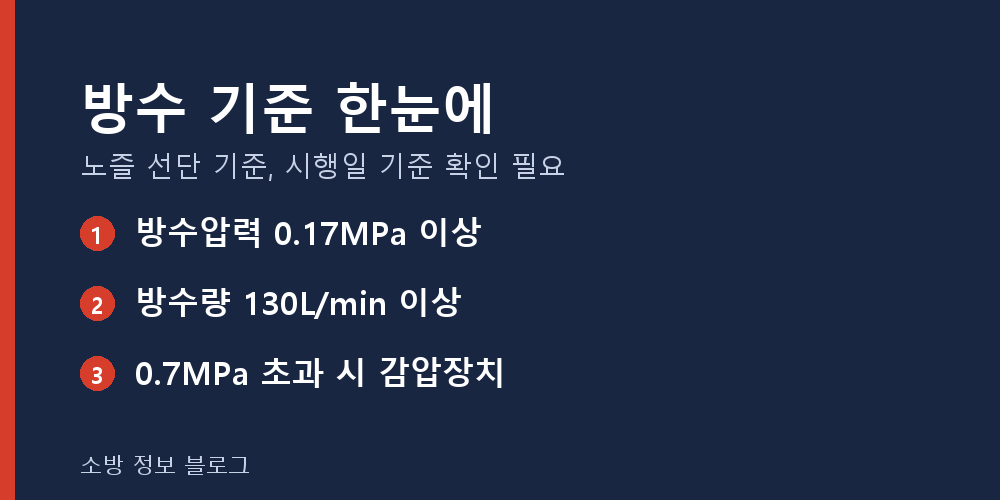 방수 기준 한눈에
노즐 선단 기준, 시행일 기준 확인 필요
1 방수압력 0.17MPa 이상
2 방수량 130L/min 이상
3 0.7MPa 초과 시 감압장치
소방 정보 블로그